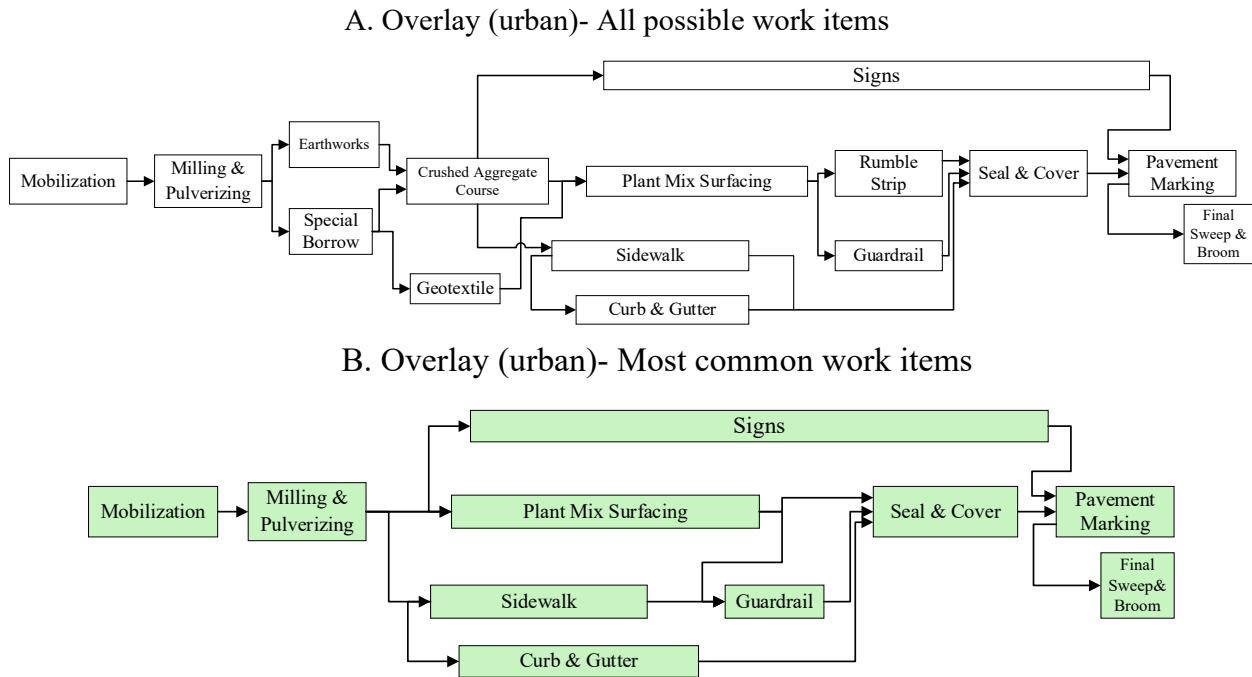 A. Overlay (urban)- All possible work items
Signs
Earthworks
Mobilization
Milling &
Pulverizing
Crushed Aggregate
Course
Plant Mix Surfacing
Rumble
Strip
Seal & Cover
Pavement
Marking
Special
Borrow
Final
Sweep &
Broom
Sidewalk
Guardrail
Geotextile
Curb & Gutter
B. Overlay (urban)- Most common work items
Signs
Mobilization
Milling &
Pulverizing
Plant Mix Surfacing
Seal & Cover
Pavement
Marking
Final
Sweep&
Broom
Sidewalk
Guardrail
Curb & Gutter